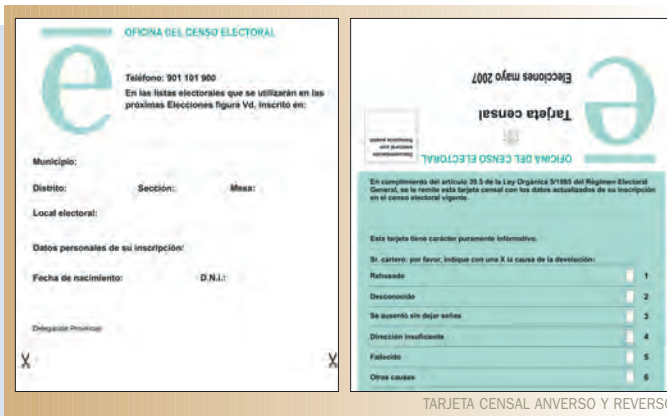 OFICINA DEL CENSO ELECTORAL
e
Teléfono: 901 101 900
En las listas electorales que se utilizarán en las
próximas Elecciones figura Vd. inscrito en:
Municipio:
Distrito: Sección: Mesa:
Local electoral:
Datos personales de su inscripción:
Fecha de nacimiento: D.N.I.:
Delegación Provincial
Elecciones mayo 2007
Tarjeta censal
OFICINA DEL CENSO ELECTORAL
e
En cumplimiento del artículo 39.5 de la Ley Orgánica 5/1985 del Régimen Electoral
General, se le remite esta tarjeta censal con los datos actualizados de su inscripción
en el censo electoral vigente.
Esta tarjeta tiene carácter puramente informativo.
Sr. cartero: por favor, indique con una X la causa de la devolución:
Rehusado 1
Desconocido 2
Se ausentó sin dejar señas 3
Dirección insuficiente 4
Fallecido 5
Otras causas 6
TARJETA CENSAL ANVERSO Y REVERSO